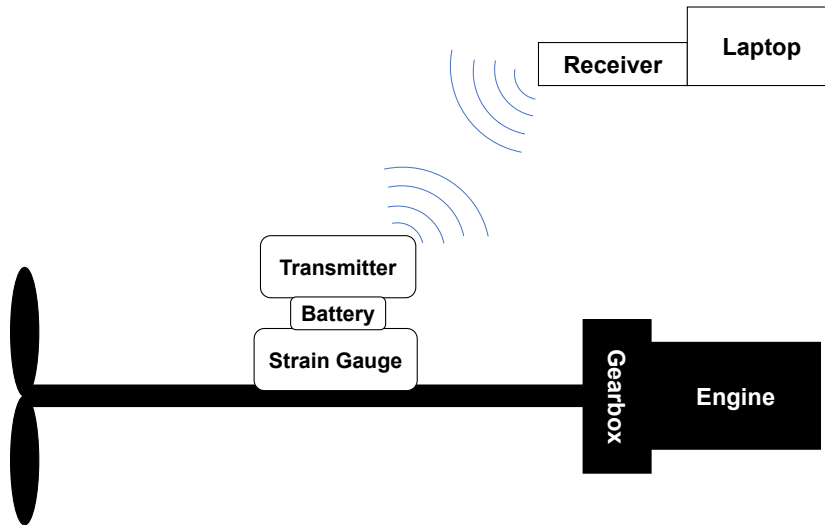 Laptop
Receiver
Transmitter
Battery
Strain Gauge
Gearbox
Engine